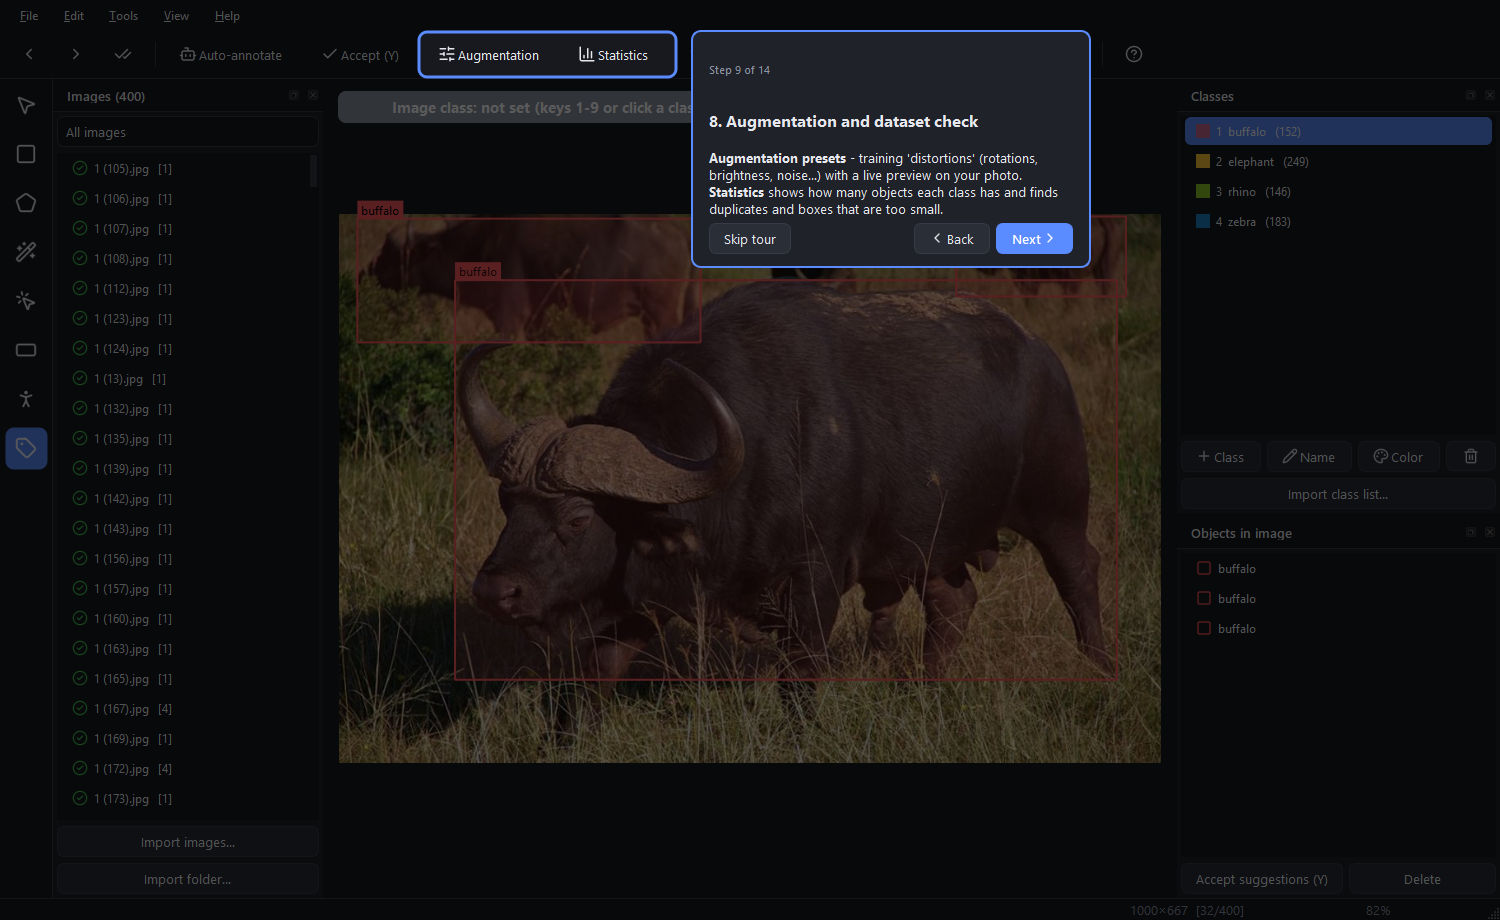 File Edit Tools View Help
Auto-annotate Accept (Y) Augmentation Statistics
Images (400)
All images
1 (105).jpg [1]
1 (106).jpg [1]
1 (107).jpg [1]
1 (108).jpg [1]
1 (112).jpg [1]
1 (123).jpg [1]
1 (124).jpg [1]
1 (13).jpg [1]
1 (132).jpg [1]
1 (135).jpg [1]
1 (139).jpg [1]
1 (142).jpg [1]
1 (143).jpg [1]
1 (156).jpg [1]
1 (157).jpg [1]
1 (160).jpg [1]
1 (163).jpg [1]
1 (165).jpg [1]
1 (167).jpg [4]
1 (169).jpg [1]
1 (172).jpg [4]
1 (173).jpg [1]
Import images...
Import folder...
Image class: not set (keys 1-9 or click a clas
buffalo
buffalo
Step 9 of 14
8. Augmentation and dataset check
Augmentation presets - training 'distortions' (rotations,
brightness, noise...) with a live preview on your photo.
Statistics shows how many objects each class has and finds
duplicates and boxes that are too small.
Skip tour Back Next
Classes
1 buffalo (152)
2 elephant (249)
3 rhino (146)
4 zebra (183)
Class Name Color
Import class list...
Objects in image
buffalo
buffalo
buffalo
Accept suggestions (Y) Delete
1000×667 [32/400] 82%